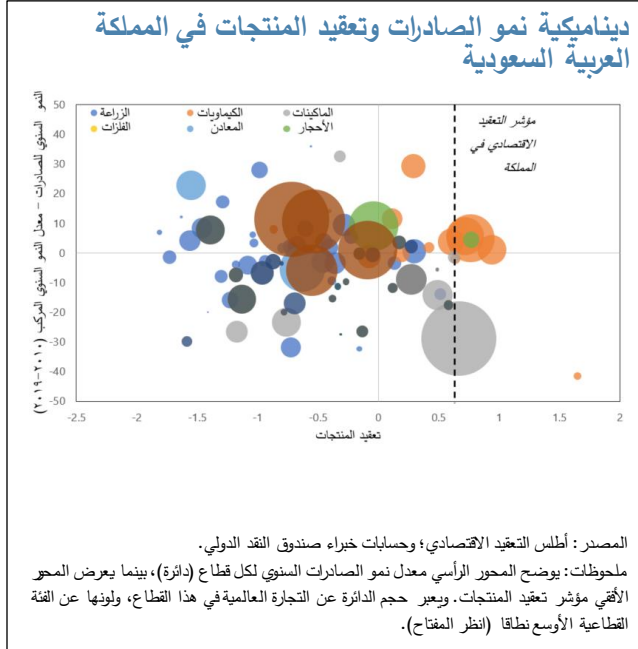 ديناميكية نمو الصادرات وتعقيد المنتجات في المملكة
العربية السعودية
النمو السنوي للصادرات – معدل النمو السنوي المركب (٢٠١٠-٢٠١٩)
50
40
30
20
10
0
-10
-20
-30
-40
-50
الزراعة
الكيماويات
الماكينات
الفلزات
المعادن
الأحجار
مؤشر التعقيد
الاقتصادي في
المملكة
-2.5
-2
-1.5
-1
-0.5
0
0.5
1
1.5
2
تعقيد المنتجات
المصدر: أطلس التعقيد الاقتصادي؛ وحسابات خبراء صندوق النقد الدولي.
ملحوظات: يوضح المحور الرأسي معدل نمو الصادرات السنوي لكل قطاع (دائرة)، بينما يعرض المحور
الأفقي مؤشر تعقيد المنتجات. ويعبر حجم الدائرة عن التجارة العالمية في هذا القطاع، ولونها عن الفئة
القطاعية الأوسع نطاقا (انظر المفتاح).